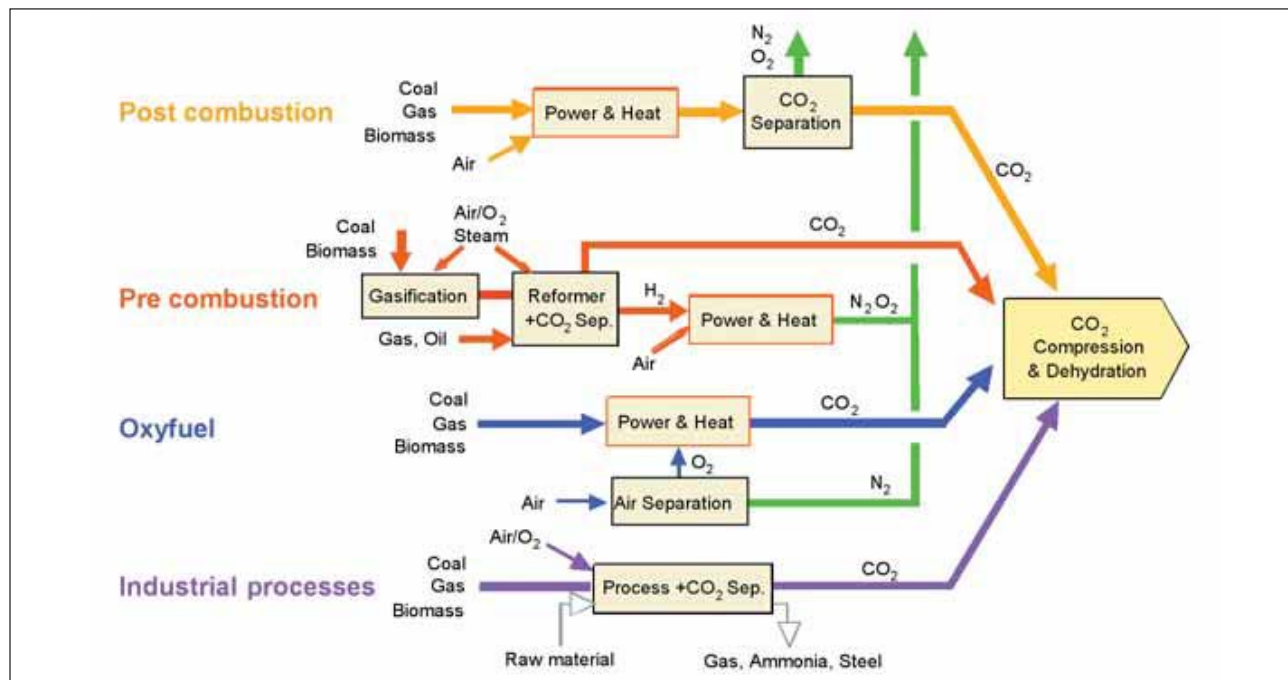 N₂
O₂
Post combustion
Coal
Gas
Biomass
Air
Power & Heat
CO₂
Separation
CO₂
Pre combustion
Coal
Biomass
Air/O₂
Steam
Gasification
Gas, Oil
Reformer
+CO₂ Sep.
CO₂
H₂
Air
Power & Heat
N₂ O₂
CO₂
Compression
& Dehydration
Oxyfuel
Coal
Gas
Biomass
Power & Heat
CO₂
O₂
Air
Air Separation
N₂
Industrial processes
Air/O₂
Coal
Gas
Biomass
Process +CO₂ Sep.
CO₂
Raw material
Gas, Ammonia, Steel